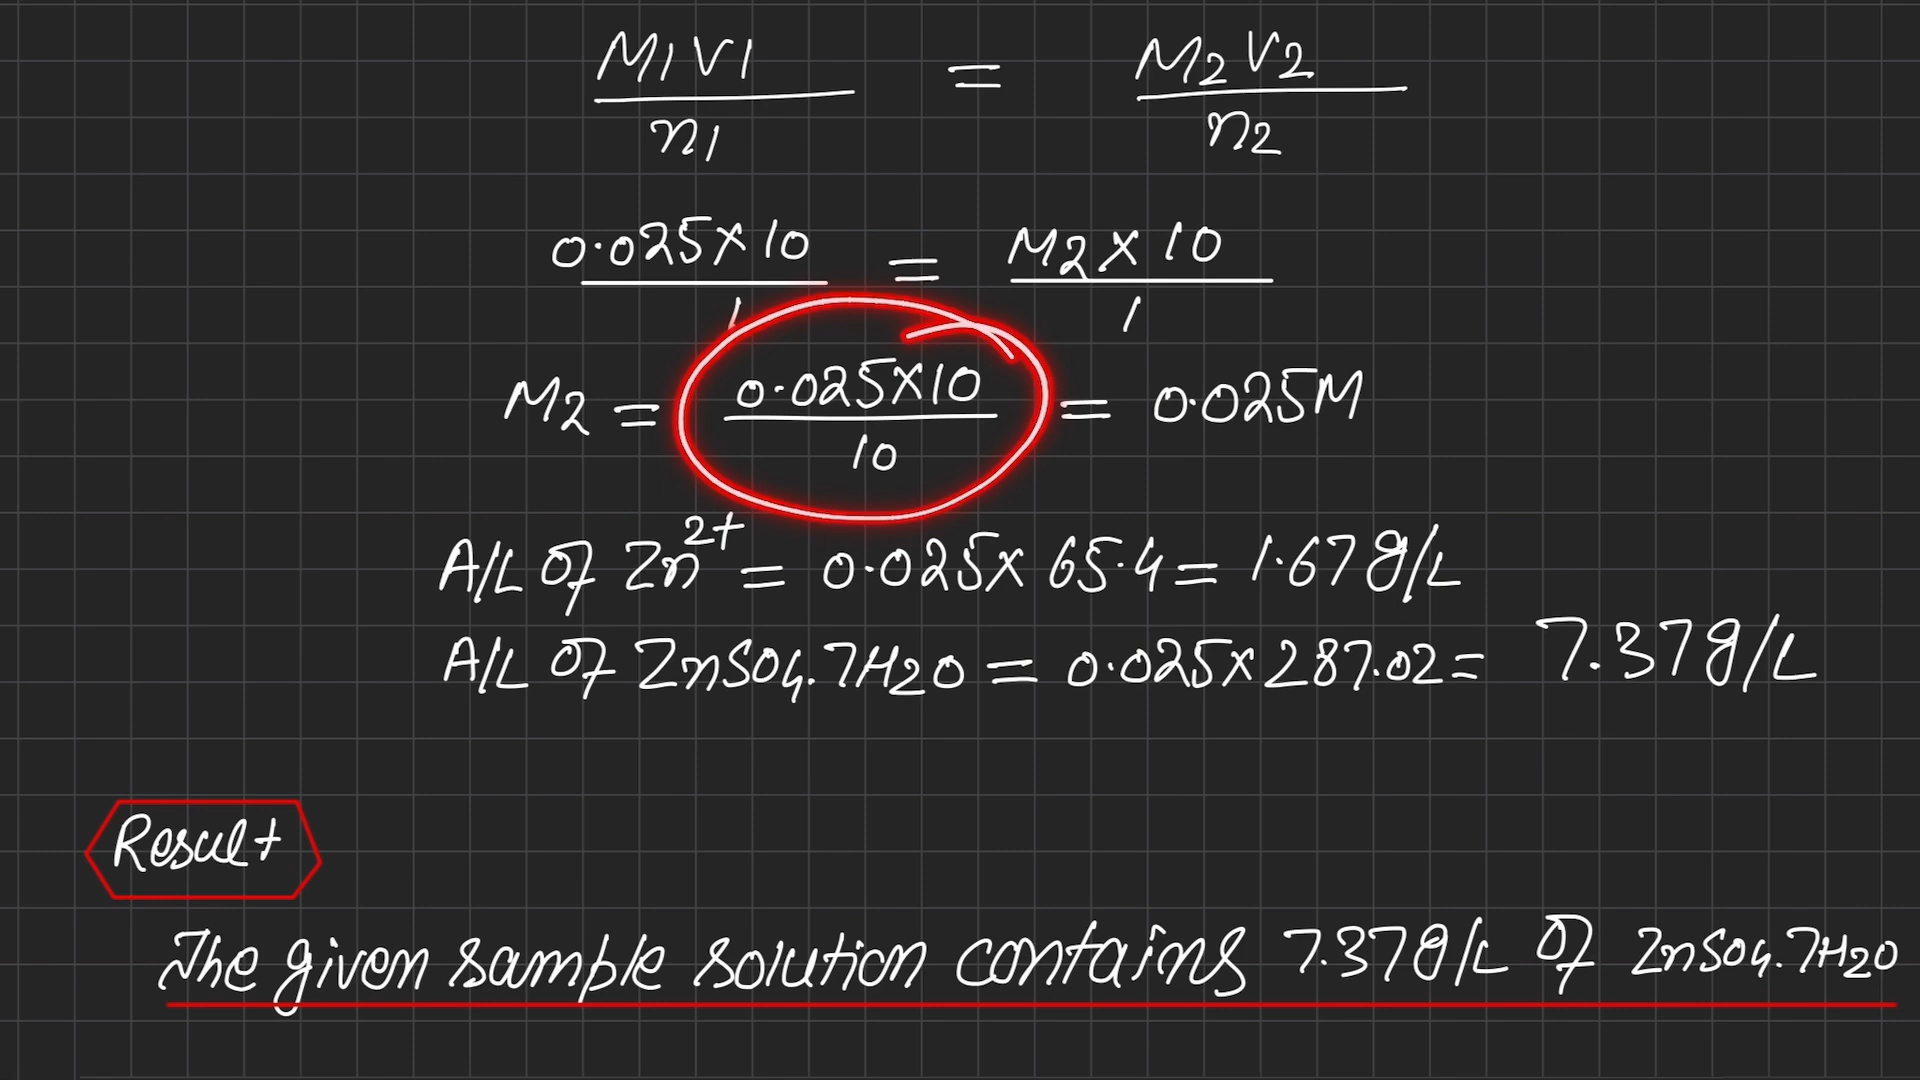 M1V1/n1 = M2V2/n2
0.025×10/1 = M2×10/1
M2 = 0.025×10/10 = 0.025M
A/L of Zn2+ = 0.025×65.4 = 1.67g/L
A/L of ZnSO4.7H2O = 0.025×287.02 = 7.37g/L
Result
The given sample solution contains 7.37g/L of ZnSO4.7H2O